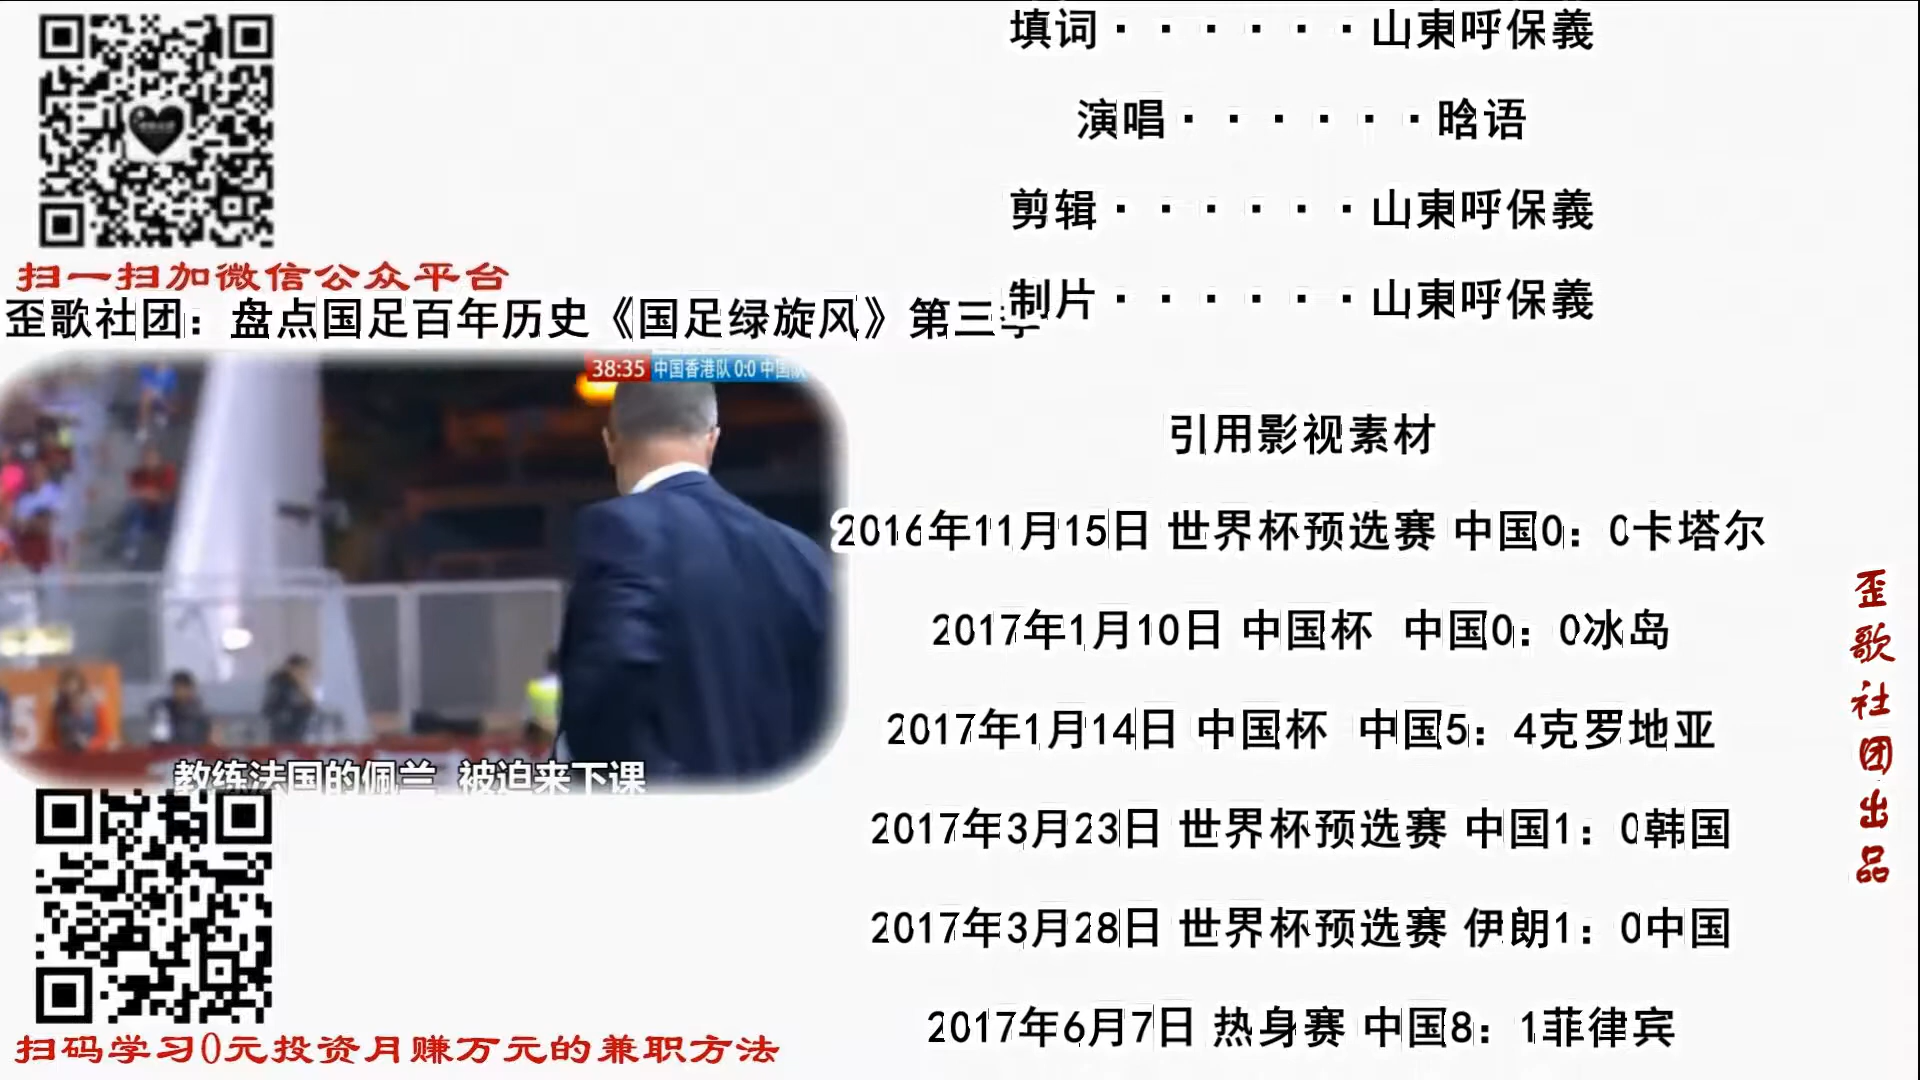 填词······山東呼保義
演唱······晗语
剪辑······山東呼保義
制片······山東呼保義
扫一扫加微信公众平台
歪歌社团：盘点国足百年历史《国足绿旋风》第三季
38:35 中国香港队 0:0 中国队
教练法国的佩兰 被迫来下课
引用影视素材
2016年11月15日 世界杯预选赛 中国0：0卡塔尔
2017年1月10日 中国杯 中国0：0冰岛
2017年1月14日 中国杯 中国5：4克罗地亚
2017年3月23日 世界杯预选赛 中国1：0韩国
2017年3月28日 世界杯预选赛 伊朗1：0中国
2017年6月7日 热身赛 中国8：1菲律宾
歪歌社团出品
扫码学习0元投资月赚万元的兼职方法